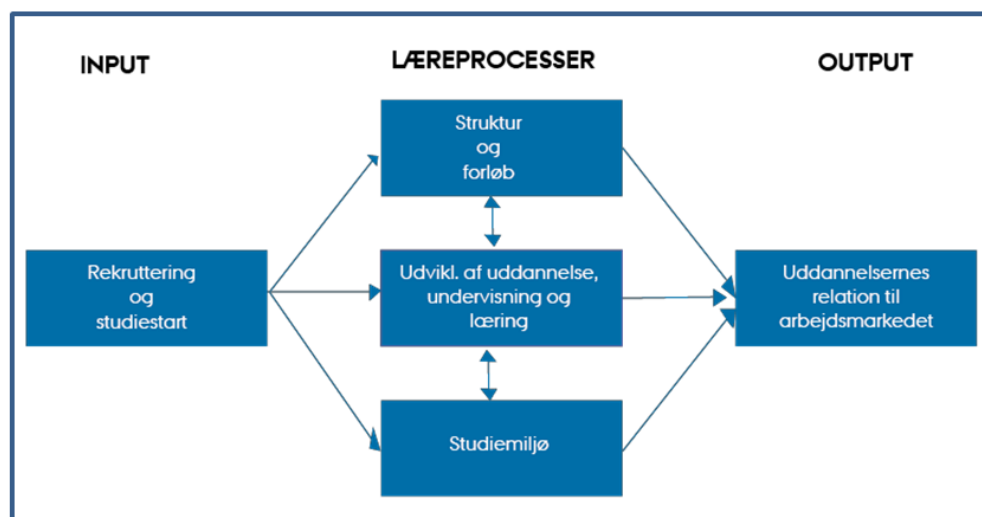 INPUT
LÆREPROCESSER
OUTPUT
Struktur
og
forløb
Rekruttering
og
studiestart
Udvikl. af uddannelse,
undervisning og
læring
Uddannelsernes
relation til
arbejdsmarkedet
Studiemiljø